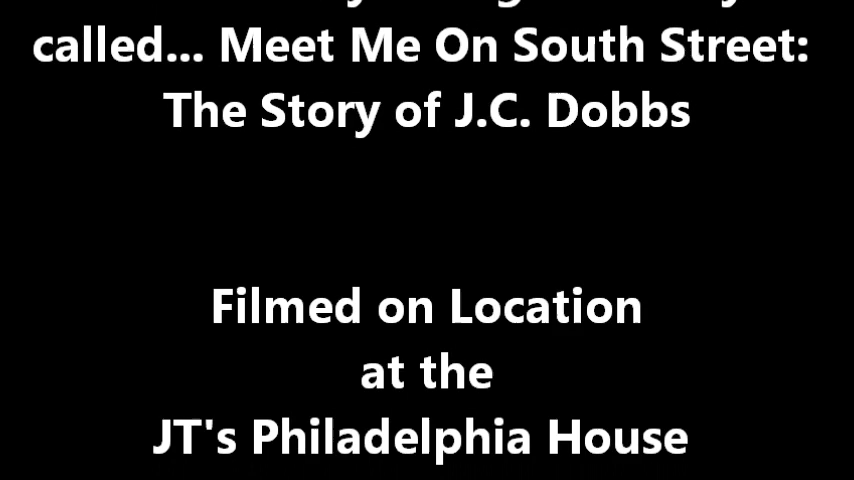 called... Meet Me On South Street:
The Story of J.C. Dobbs
Filmed on Location
at the
JT's Philadelphia House